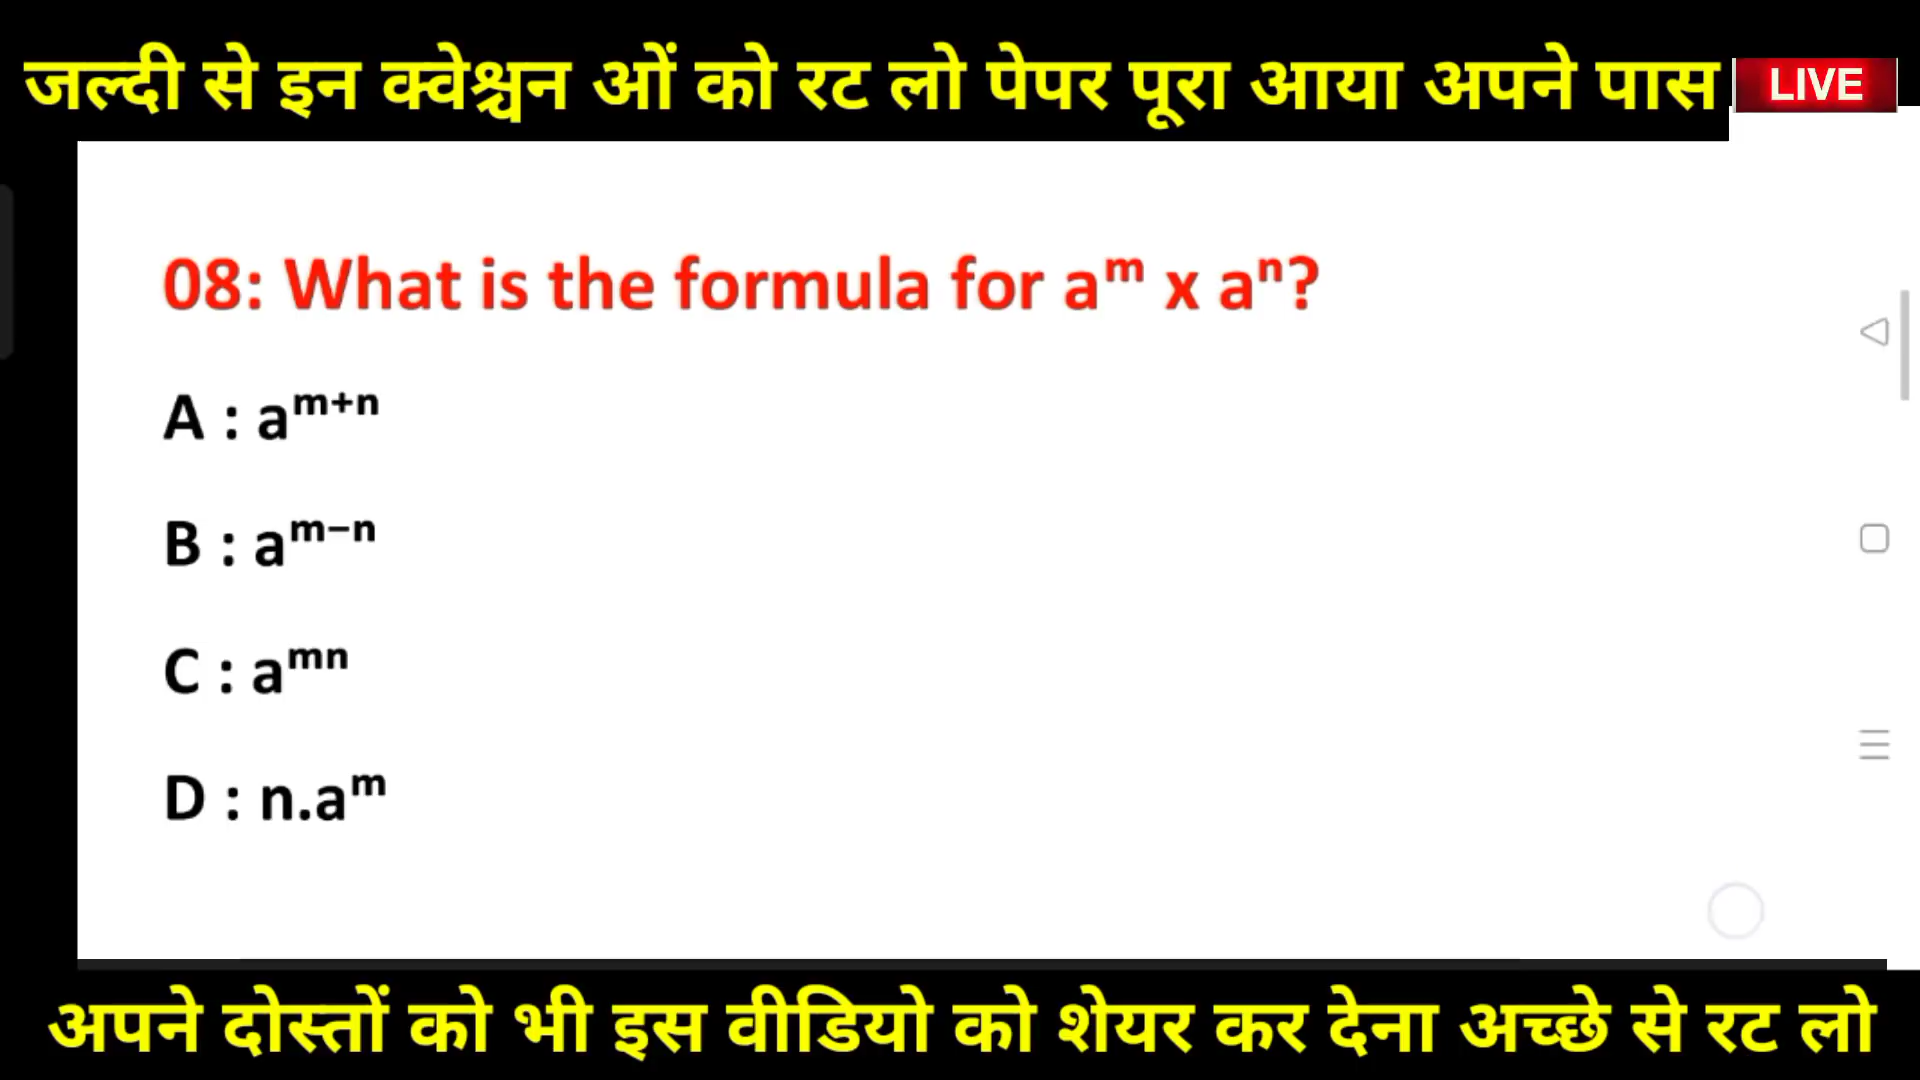 जल्दी से इन क्वेश्चन ओं को रट लो पेपर पूरा आया अपने पास LIVE
08: What is the formula for aᵐ x aⁿ?
A : aᵐ⁺ⁿ
B : aᵐ⁻ⁿ
C : aᵐⁿ
D : n.aᵐ
अपने दोस्तों को भी इस वीडियो को शेयर कर देना अच्छे से रट लो